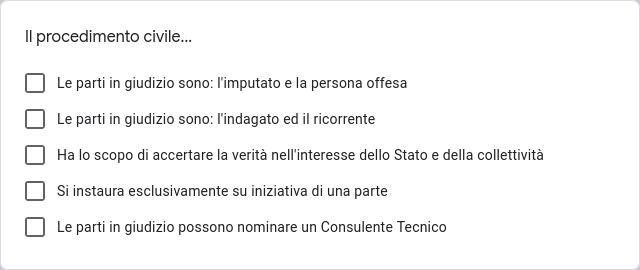 Il procedimento civile...
Le parti in giudizio sono: l'imputato e la persona offesa
Le parti in giudizio sono: l'indagato ed il ricorrente
Ha lo scopo di accertare la verità nell'interesse dello Stato e della collettività
Si instaura esclusivamente su iniziativa di una parte
Le parti in giudizio possono nominare un Consulente Tecnico